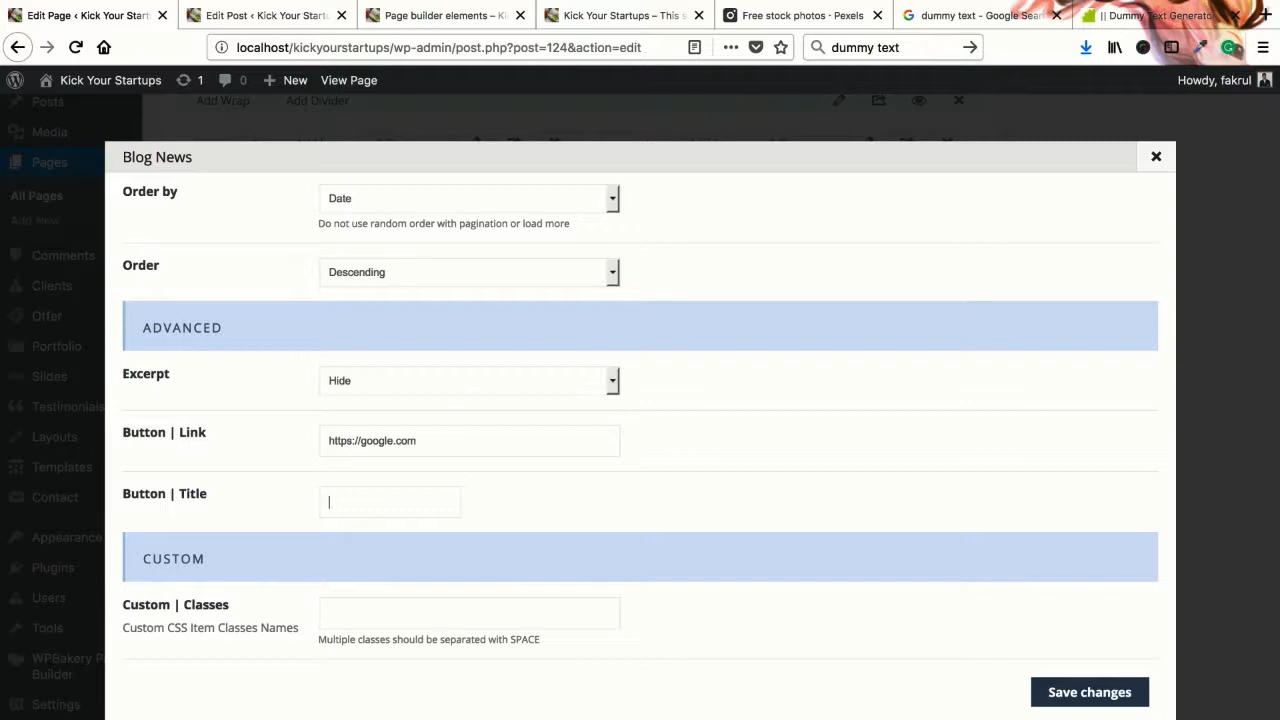 Edit Page ‹ Kick Your Startups
Edit Post ‹ Kick Your Startu
Page builder elements – K
Kick Your Startups – This s
Free stock photos · Pexels
dummy text - Google Sear
|| Dummy Text Generator
localhost/kickyourstartups/wp-admin/post.php?post=124&action=edit
dummy text
Kick Your Startups
1
0
New
View Page
Howdy, fakrul
Add Wrap
Add Divider
Posts
Media
Pages
All Pages
Add New
Comments
Clients
Offer
Portfolio
Slides
Testimonials
Layouts
Templates
Contact
Appearance
Plugins
Users
Tools
WPBakery P
Builder
Settings
Blog News
Order by
Date
Do not use random order with pagination or load more
Order
Descending
ADVANCED
Excerpt
Hide
Button | Link
https://google.com
Button | Title
CUSTOM
Custom | Classes
Custom CSS Item Classes Names
Multiple classes should be separated with SPACE
Save changes